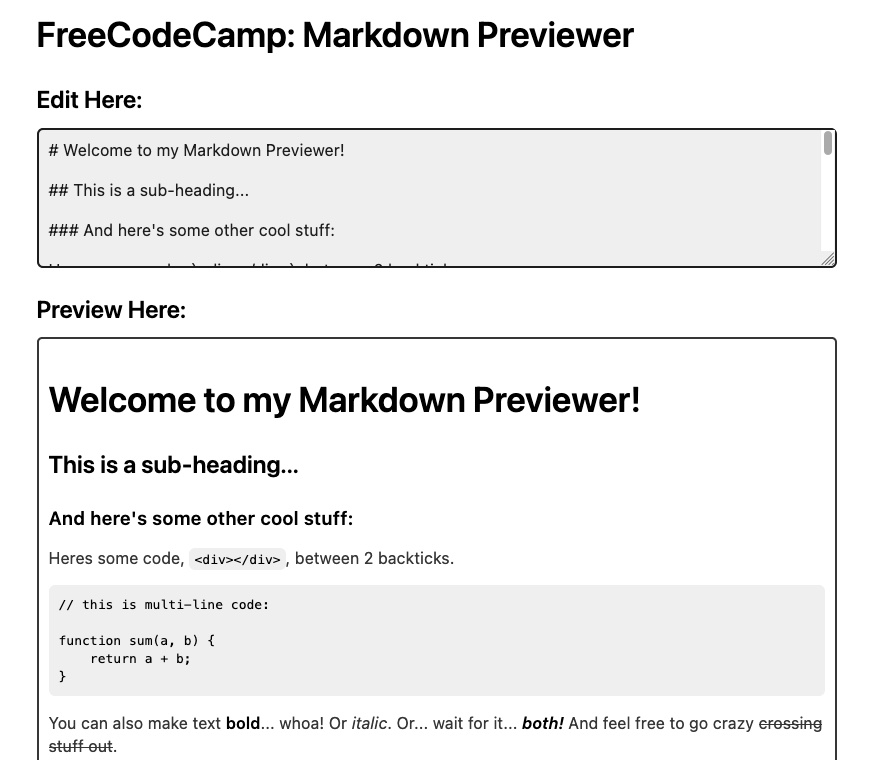 FreeCodeCamp: Markdown Previewer
Edit Here:
# Welcome to my Markdown Previewer!
## This is a sub-heading...
### And here's some other cool stuff:
Preview Here:
Welcome to my Markdown Previewer!
This is a sub-heading...
And here's some other cool stuff:
Heres some code, <div></div>, between 2 backticks.
// this is multi-line code:
function sum(a, b) {
    return a + b;
}
You can also make text bold... whoa! Or italic. Or... wait for it... both! And feel free to go crazy crossing
stuff out.